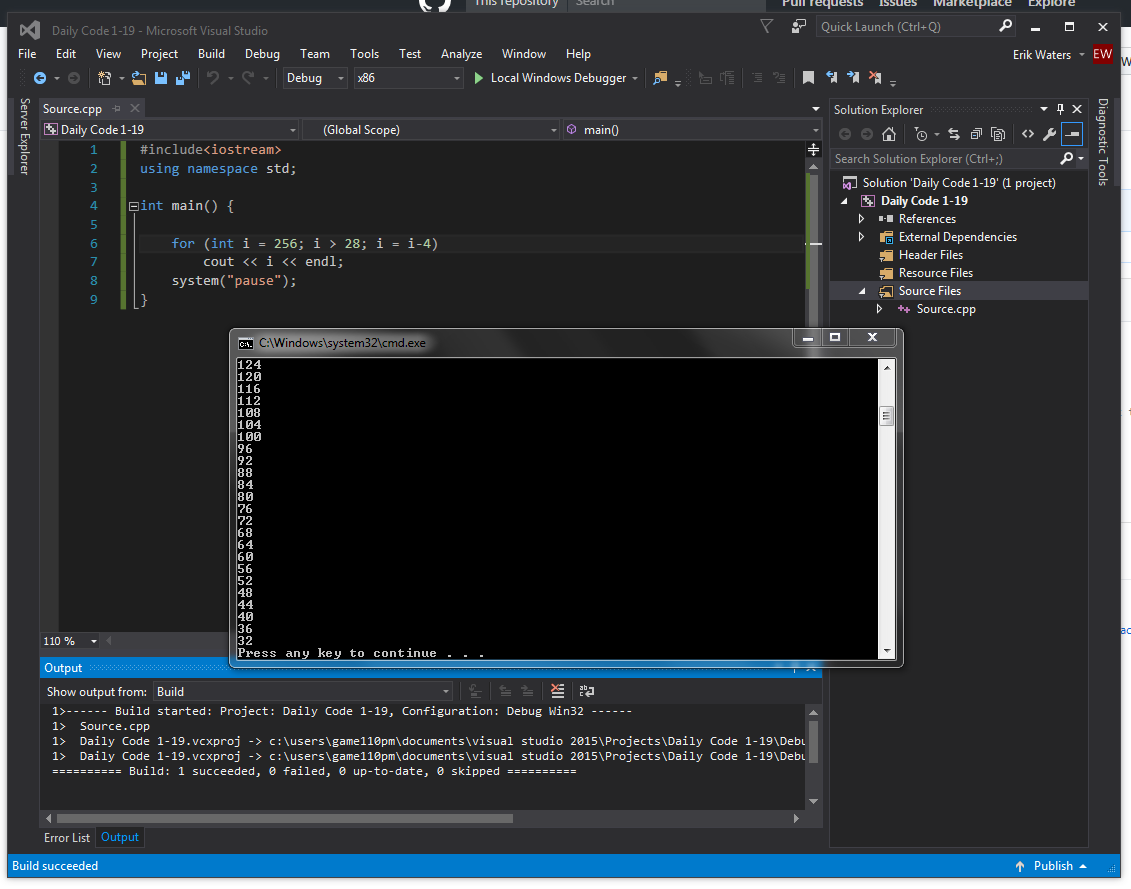 This repository Search Pull requests Issues Marketplace Explore
Daily Code 1-19 - Microsoft Visual Studio
Quick Launch (Ctrl+Q)
File Edit View Project Build Debug Team Tools Test Analyze Window Help
Erik Waters EW
Debug x86 Local Windows Debugger
Server Explorer
Source.cpp
Daily Code 1-19 (Global Scope) main()
1 #include<iostream>
2 using namespace std;
3
4 int main() {
5
6 for (int i = 256; i > 28; i = i-4)
7 cout << i << endl;
8 system("pause");
9 }
Solution Explorer
Search Solution Explorer (Ctrl+;)
Solution 'Daily Code 1-19' (1 project)
Daily Code 1-19
References
External Dependencies
Header Files
Resource Files
Source Files
Source.cpp
Diagnostic Tools
C:\Windows\system32\cmd.exe
124
120
116
112
108
104
100
96
92
88
84
80
76
72
68
64
60
56
52
48
44
40
36
32
Press any key to continue . . .
110 %
Output
Show output from: Build
1>------ Build started: Project: Daily Code 1-19, Configuration: Debug Win32 ------
1> Source.cpp
1> Daily Code 1-19.vcxproj -> c:\users\game110pm\documents\visual studio 2015\Projects\Daily Code 1-19\Debu
1> Daily Code 1-19.vcxproj -> c:\users\game110pm\documents\visual studio 2015\Projects\Daily Code 1-19\Debu
========== Build: 1 succeeded, 0 failed, 0 up-to-date, 0 skipped ==========
Error List Output
Build succeeded
Publish